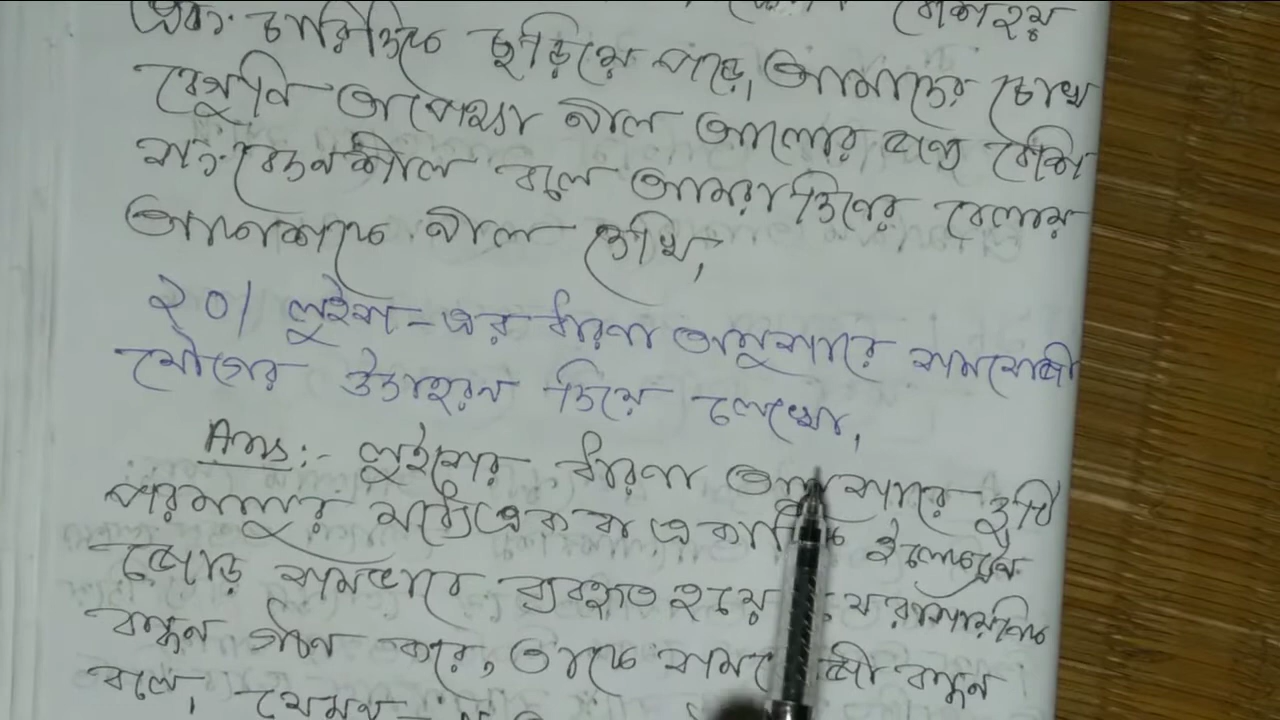 এবং চারিদিকে ছড়িয়ে পড়ে, আমাদের চোখ
বেগুনি অপেক্ষা নীল আলোর বেশি
সংবেদনশীল বলে আমরা দিনের বেলায়
আকাশকে নীল দেখি,
২০/ লুইস-এর ধারণা অনুসারে সমযোজী
যৌগের উদাহরন দিয়ে লেখো,
Ans:- লুইসের ধারণা অনুসারে দুটি
পরমাণুর মধ্যে এক বা একাধিক ইলেকট্রন
জোড় সমভাবে ব্যবহৃত হয়ে যে রাসায়নিক
বন্ধন গঠন করে, তাকে সমযোজী বন্ধন
বলে, যেমন-